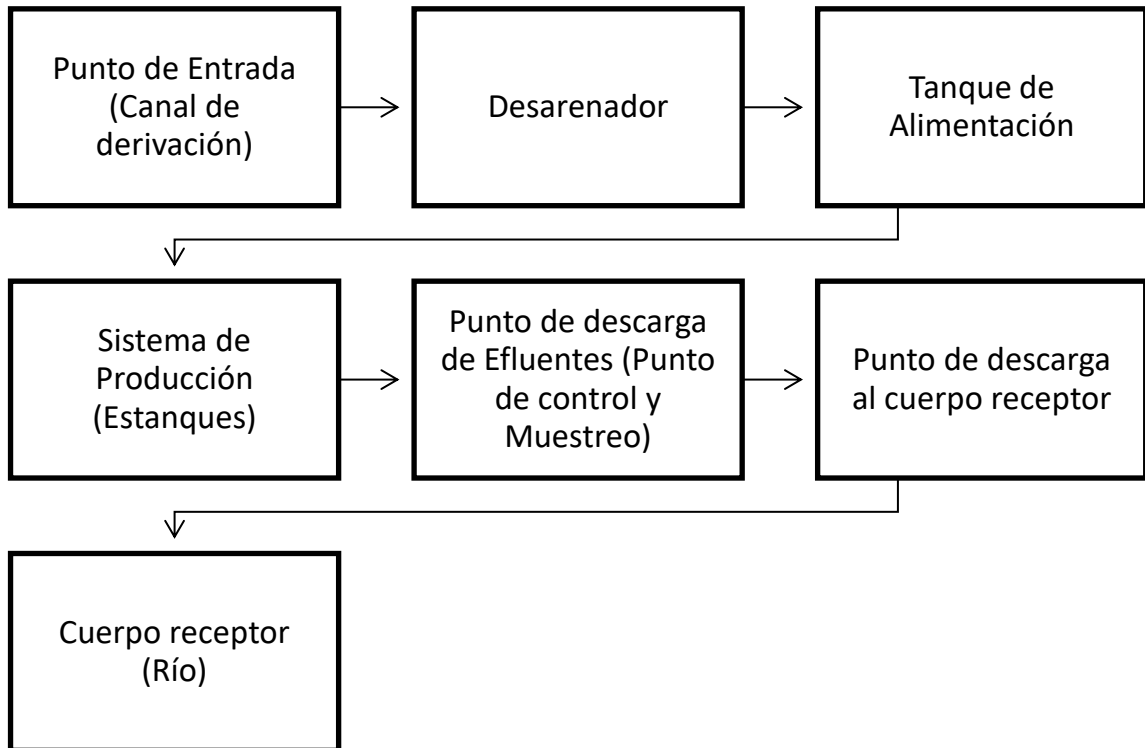 Punto de Entrada
(Canal de
derivación)
Desarenador
Tanque de
Alimentación
Sistema de
Producción
(Estanques)
Punto de descarga
de Efluentes (Punto
de control y
Muestreo)
Punto de descarga
al cuerpo receptor
Cuerpo receptor
(Río)